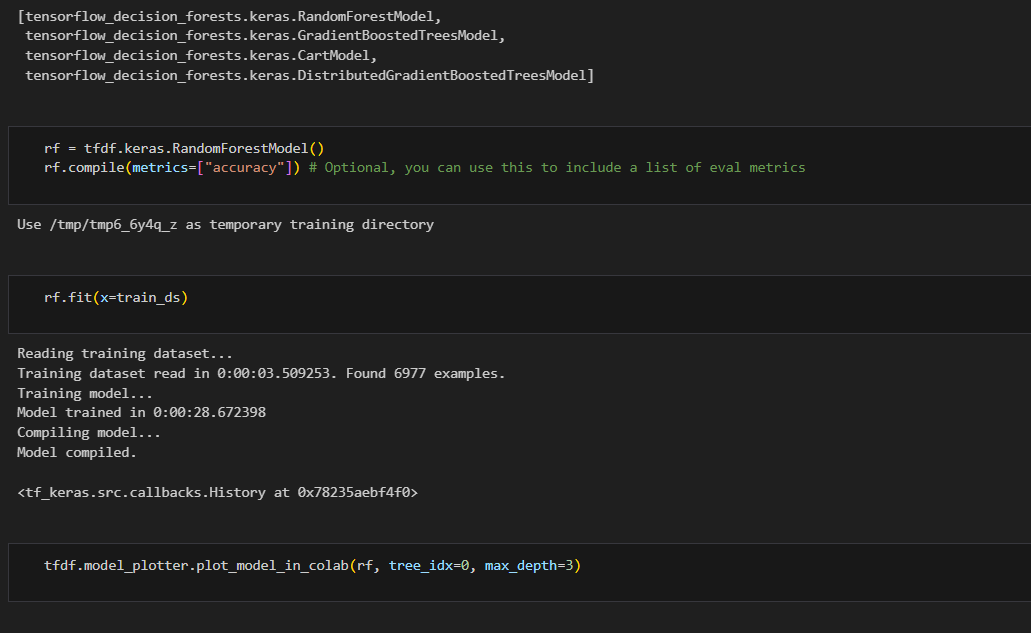 [tensorflow_decision_forests.keras.RandomForestModel,
tensorflow_decision_forests.keras.GradientBoostedTreesModel,
tensorflow_decision_forests.keras.CartModel,
tensorflow_decision_forests.keras.DistributedGradientBoostedTreesModel]
rf = tfdf.keras.RandomForestModel()
rf.compile(metrics=["accuracy"]) # Optional, you can use this to include a list of eval metrics
Use /tmp/tmp6_6y4q_z as temporary training directory
rf.fit(x=train_ds)
Reading training dataset...
Training dataset read in 0:00:03.509253. Found 6977 examples.
Training model...
Model trained in 0:00:28.672398
Compiling model...
Model compiled.
<tf_keras.src.callbacks.History at 0x78235aebf4f0>
tfdf.model_plotter.plot_model_in_colab(rf, tree_idx=0, max_depth=3)